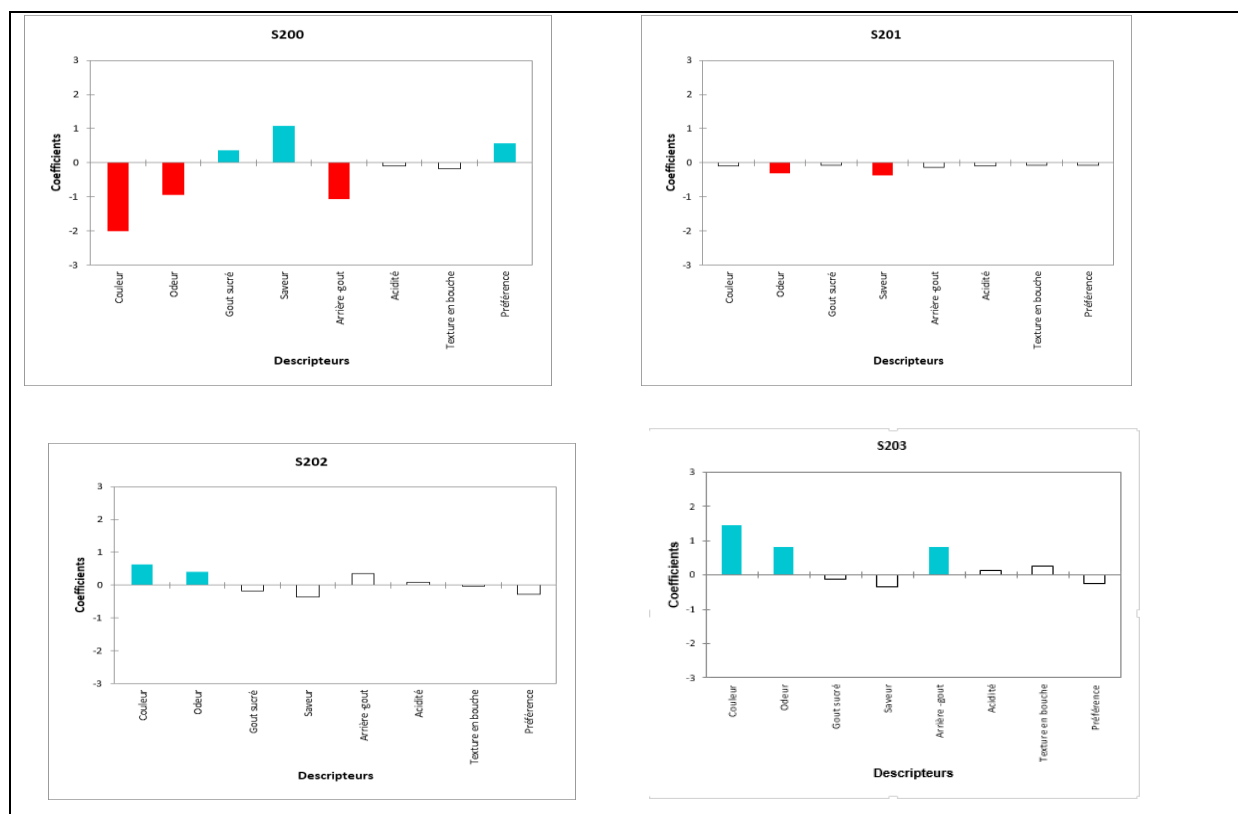 S200
3
2
1
0
-1
-2
-3
Coefficients
Couleur
Odeur
Gout sucré
Saveur
Arrière -gout
Acidité
Texture en bouche
Préférence
Descripteurs
S201
3
2
1
0
-1
-2
-3
Coefficients
Couleur
Odeur
Gout sucré
Saveur
Arrière -gout
Acidité
Texture en bouche
Préférence
Descripteurs
S202
3
2
1
0
-1
-2
-3
Coefficients
Couleur
Odeur
Gout sucré
Saveur
Arrière -gout
Acidité
Texture en bouche
Préférence
Descripteurs
S203
3
2
1
0
-1
-2
-3
Coefficients
Couleur
Odeur
Gout sucré
Saveur
Arrière -gout
Acidité
Texture en bouche
Préférence
Descripteurs